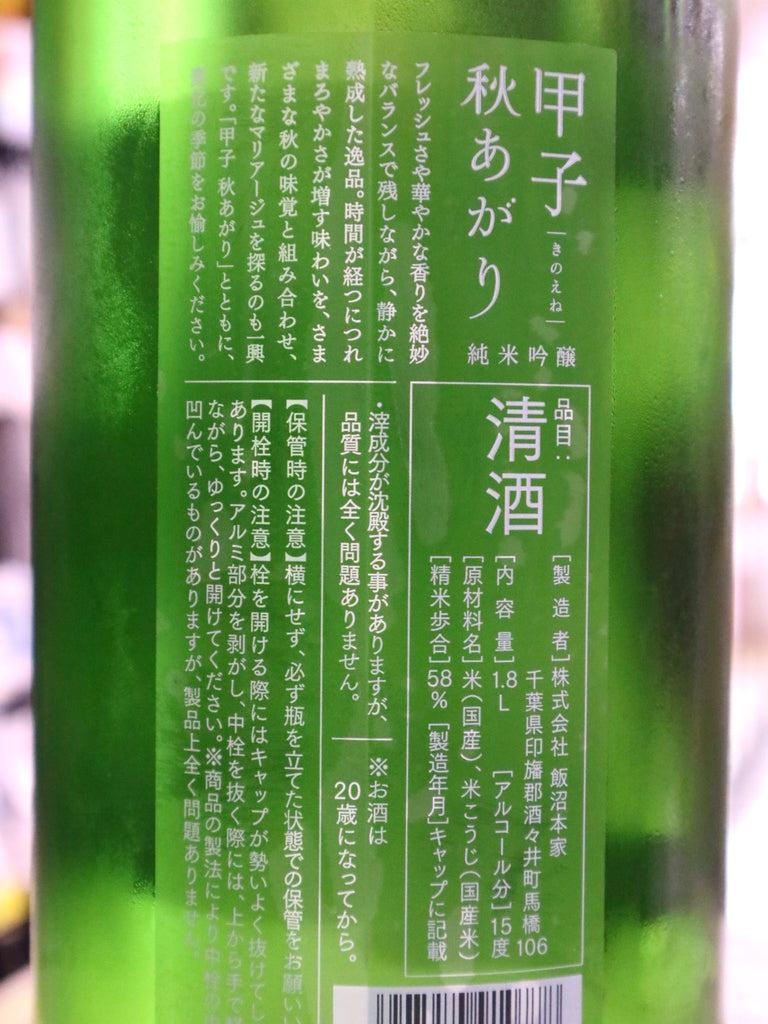 甲子
｜きのえね｜
秋あがり
純米吟醸
フレッシュさや華やかな香りを絶妙
なバランスで残しながら、静かに
熟成した逸品。時間が経つにつれ
まろやかさが増す味わいを、さま
ざまな秋の味覚と組み合わせ、
新たなマリアージュを探るのも一興
です。「甲子 秋あがり」とともに、
の季節をお愉しみください。
品目：
清酒
［製造者］株式会社 飯沼本家
千葉県印旛郡酒々井町馬橋106
［内容量］1.8L ［アルコール分］15度
［原材料名］米（国産）、米こうじ（国産米）
［精米歩合］58% ［製造年月］キャップに記載
・滓成分が沈殿する事がありますが、
品質には全く問題ありません。
※お酒は
20歳になってから。
【保管時の注意】横にせず、必ず瓶を立てた状態での保管をお願いい
【開栓時の注意】栓を開ける際にはキャップが勢いよく抜けてし
あります。アルミ部分を剥がし、中栓を抜く際には、上から手で
ながら、ゆっくりと開けてください。※商品の製法により中栓の
凹んでいるものがありますが、製品上全く問題ありません。